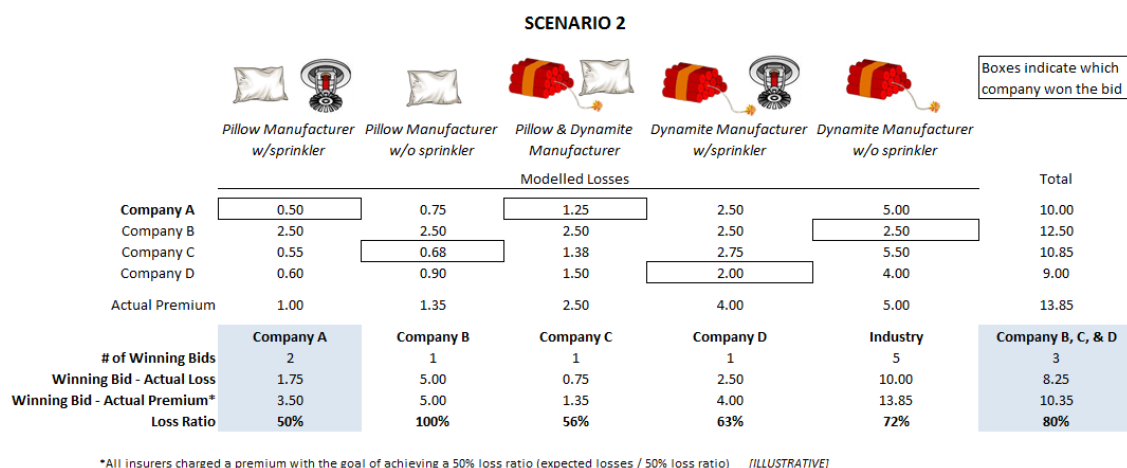 SCENARIO 2
Boxes indicate which
company won the bid
Pillow Manufacturer Pillow Manufacturer Pillow & Dynamite Dynamite Manufacturer Dynamite Manufacturer
w/sprinkler w/o sprinkler Manufacturer w/sprinkler w/o sprinkler
Modelled Losses Total
Company A 0.50 0.75 1.25 2.50 5.00 10.00
Company B 2.50 2.50 2.50 2.50 2.50 12.50
Company C 0.55 0.68 1.38 2.75 5.50 10.85
Company D 0.60 0.90 1.50 2.00 4.00 9.00
Actual Premium 1.00 1.35 2.50 4.00 5.00 13.85
Company A Company B Company C Company D Industry Company B, C, & D
# of Winning Bids 2 1 1 1 5 3
Winning Bid - Actual Loss 1.75 5.00 0.75 2.50 10.00 8.25
Winning Bid - Actual Premium* 3.50 5.00 1.35 4.00 13.85 10.35
Loss Ratio 50% 100% 56% 63% 72% 80%
*All insurers charged a premium with the goal of achieving a 50% loss ratio (expected losses / 50% loss ratio) [ILLUSTRATIVE]